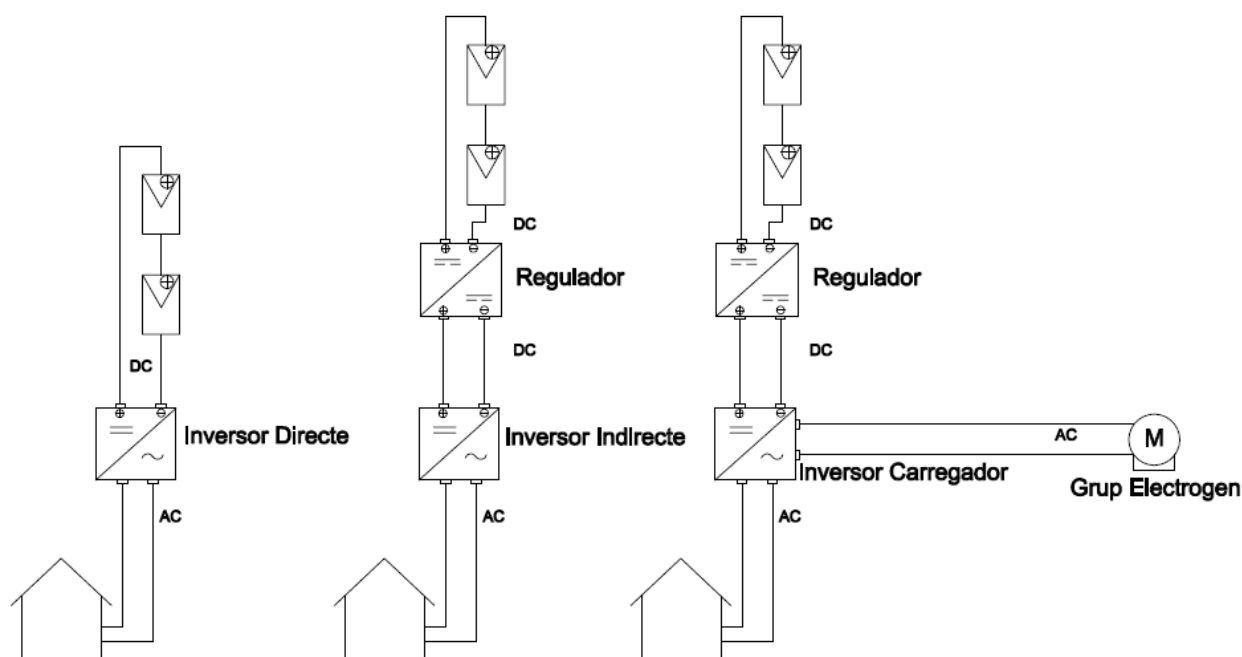 DC
Inversor Directe
AC
DC
Regulador
DC
Inversor Indirecte
AC
DC
Regulador
DC
Inversor Carregador
AC
AC
M
Grup Electrogen